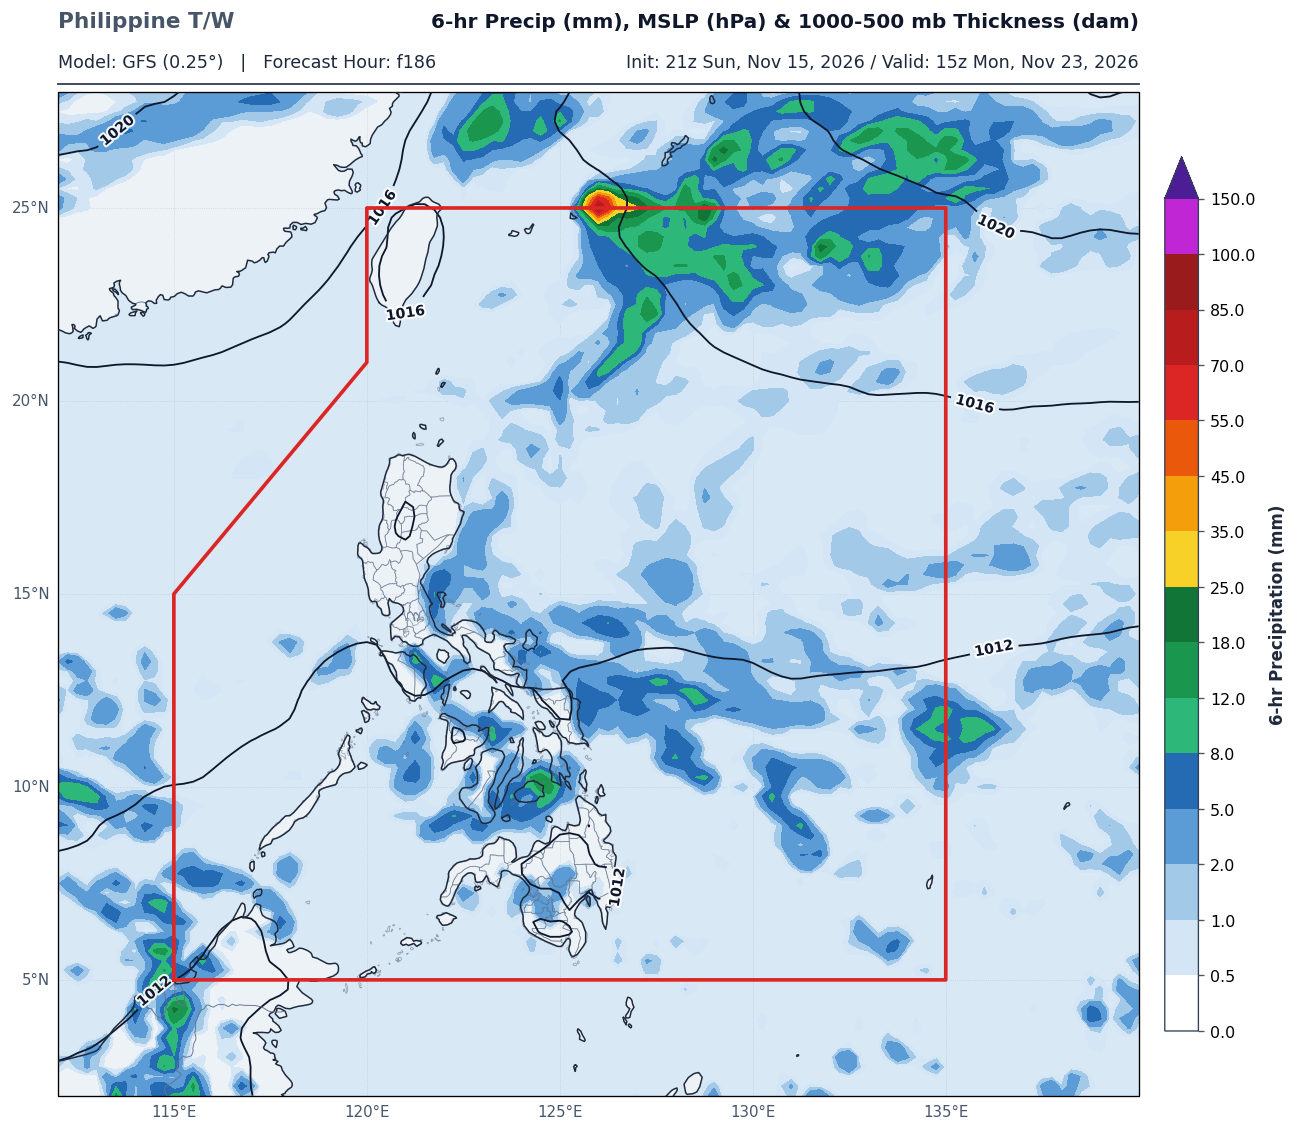 Philippine T/W
6-hr Precip (mm), MSLP (hPa) & 1000-500 mb Thickness (dam)
Model: GFS (0.25°) | Forecast Hour: f186
Init: 21z Sun, Nov 15, 2026 / Valid: 15z Mon, Nov 23, 2026
1020
1016
1016
1020
1016
1012
1012
1012
25°N
20°N
15°N
10°N
5°N
115°E
120°E
125°E
130°E
135°E
150.0
100.0
85.0
70.0
55.0
45.0
35.0
25.0
18.0
12.0
8.0
5.0
2.0
1.0
0.5
0.0
6-hr Precipitation (mm)